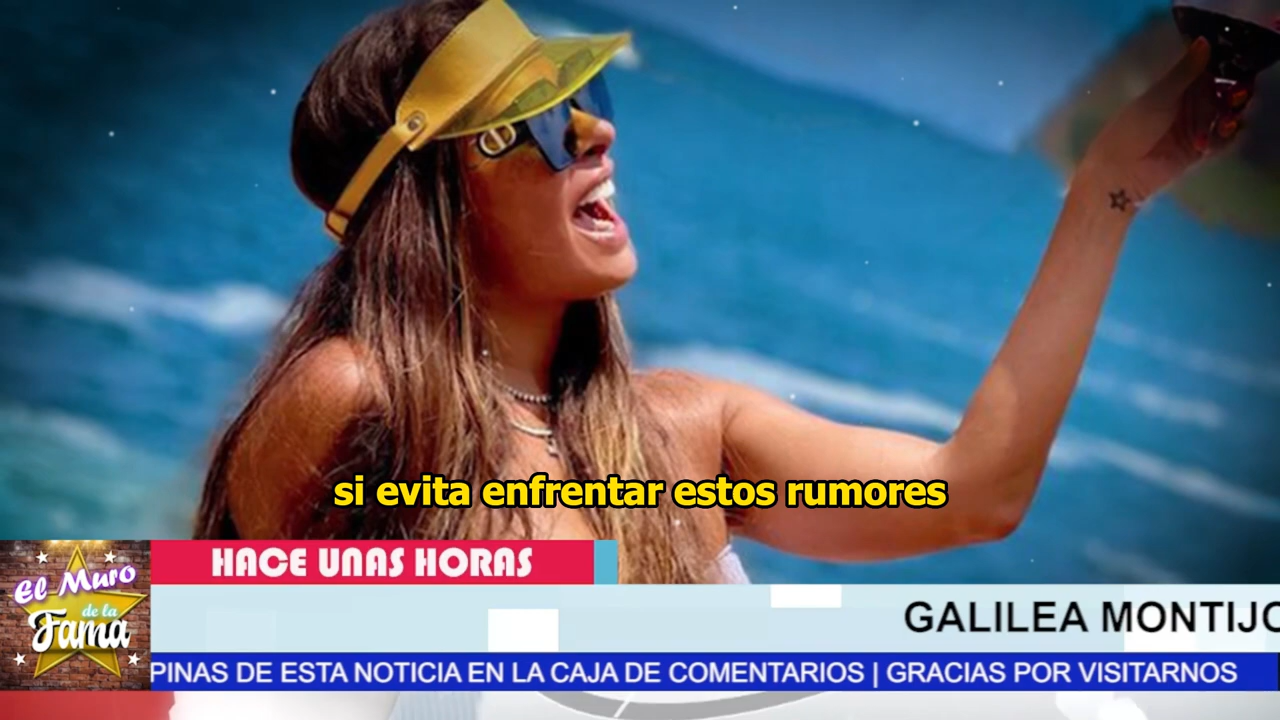 si evita enfrentar estos rumores
HACE UNAS HORAS
El Muro
de la
Fama
GALILEA MONTIJO
PINAS DE ESTA NOTICIA EN LA CAJA DE COMENTARIOS | GRACIAS POR VISITARNOS